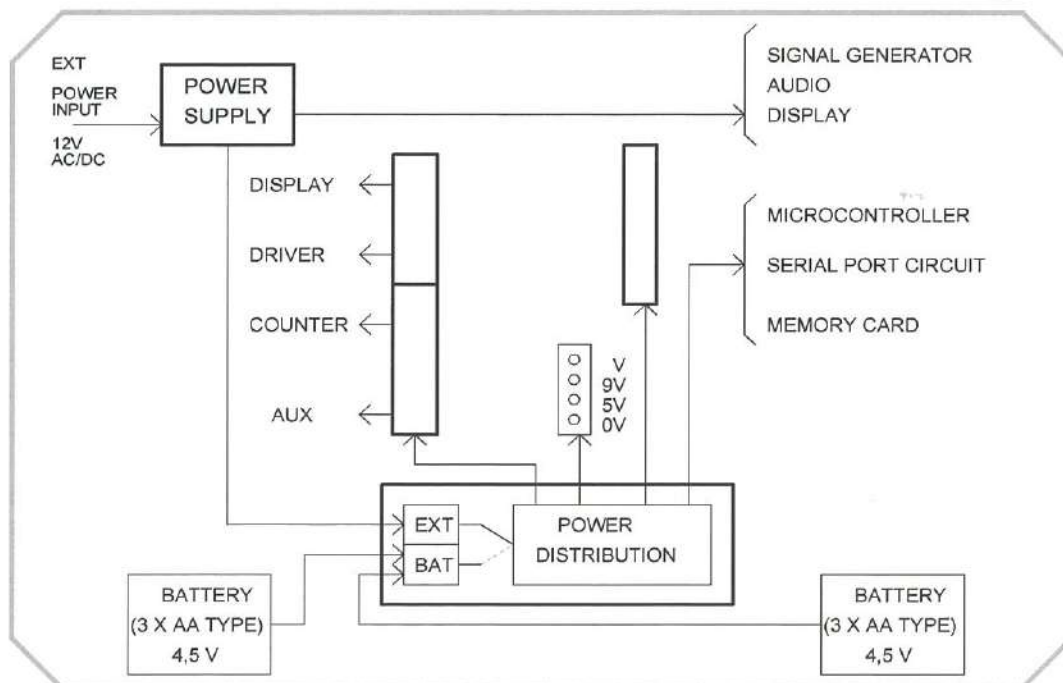 EXT
POWER
INPUT
12V
AC/DC
POWER
SUPPLY
SIGNAL GENERATOR
AUDIO
DISPLAY
DISPLAY
DRIVER
COUNTER
AUX
MICROCONTROLLER
SERIAL PORT CIRCUIT
MEMORY CARD
V
9V
5V
0V
EXT
BAT
POWER
DISTRIBUTION
BATTERY
(3 X AA TYPE)
4,5 V
BATTERY
(3 X AA TYPE)
4,5 V